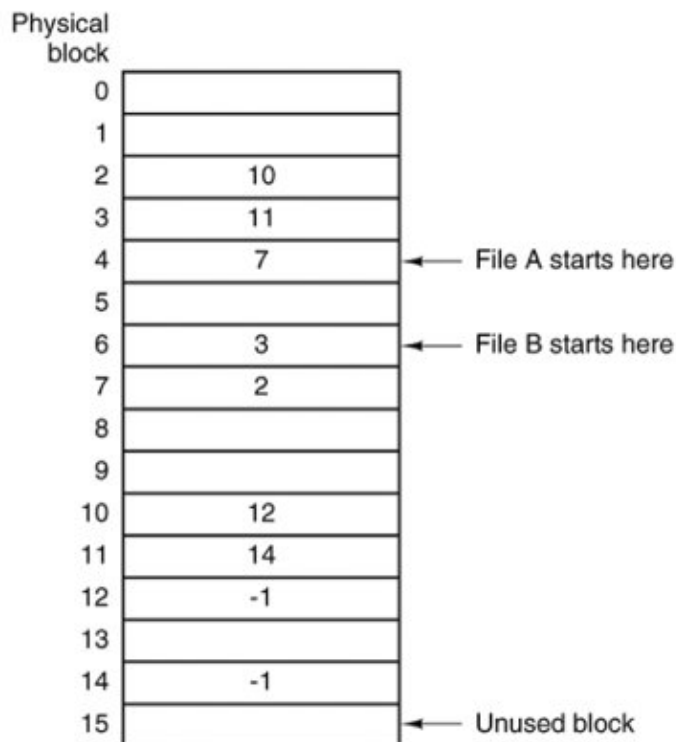 Physical
block
0
1
2 10
3 11
4 7 File A starts here
5
6 3 File B starts here
7 2
8
9
10 12
11 14
12 -1
13
14 -1
15 Unused block